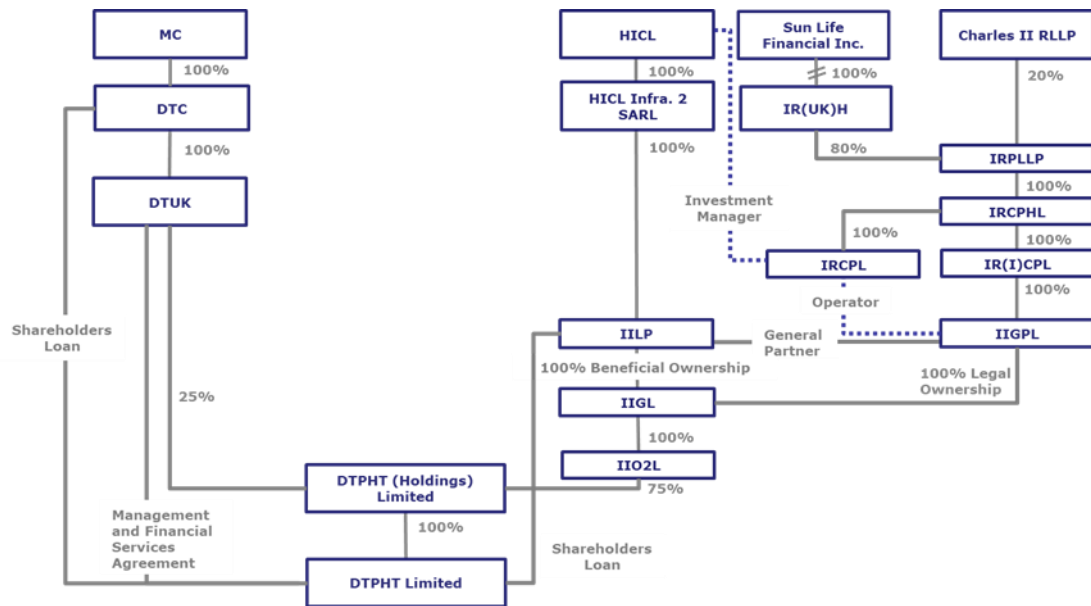 MC
HICL
Sun Life
Financial Inc.
Charles II RLLP
100%
100%
100%
20%
DTC
HICL Infra. 2
SARL
IR(UK)H
100%
100%
80%
IRPLLP
100%
DTUK
Investment
Manager
IRCPHL
100%
100%
IRCPL
IR(I)CPL
100%
Operator
Shareholders
Loan
IILP
General
Partner
IIGPL
100% Beneficial Ownership
100% Legal
Ownership
25%
IIGL
100%
IIO2L
DTPHT (Holdings)
Limited
75%
Management
and Financial
Services
Agreement
100%
Shareholders
Loan
DTPHT Limited